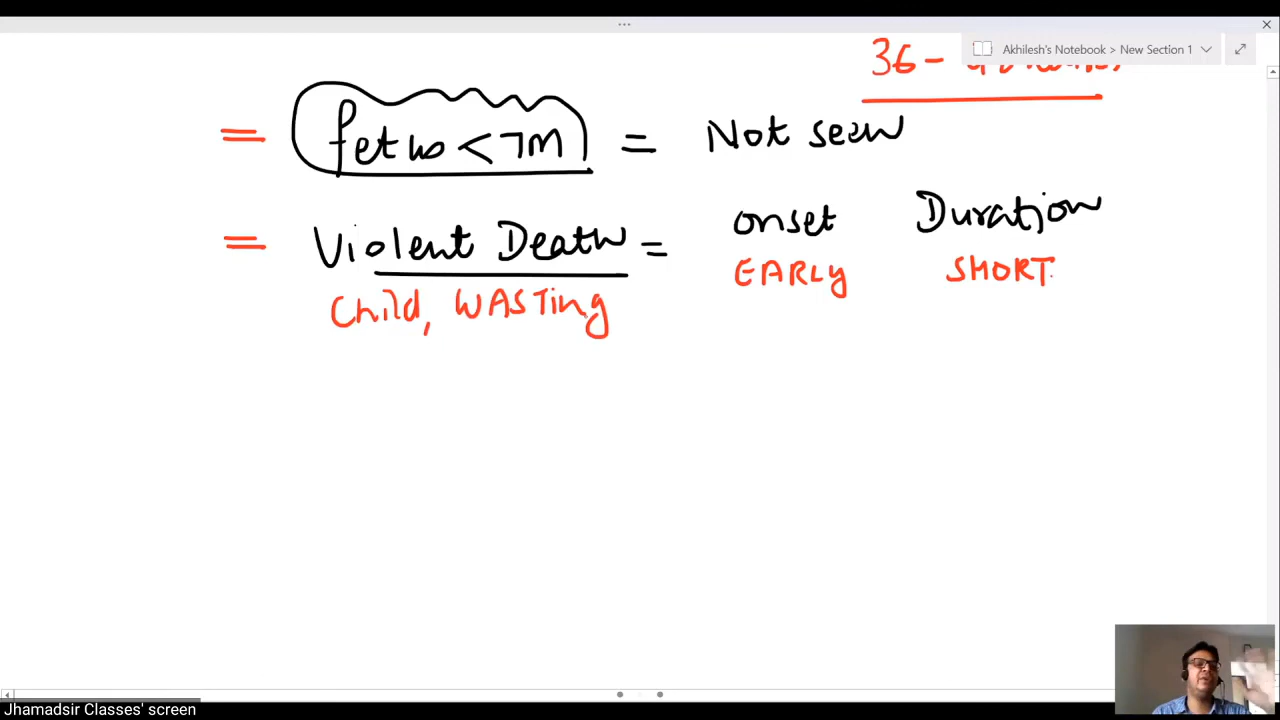 Akhilesh's Notebook > New Section 1
36-
= fetus < 7M = Not seen
= Violent Death = onset Duration
EARLY SHORT
Child, WASTing
Jhamadsir Classes' screen